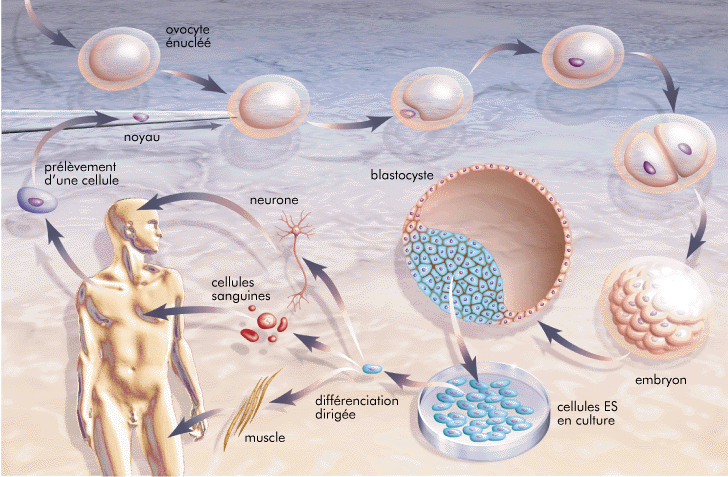 ovocyte
énucléé
noyau
prélèvement
d'une cellule
neurone
blastocyste
cellules
sanguines
embryon
différenciation
dirigée
cellules ES
en culture
muscle